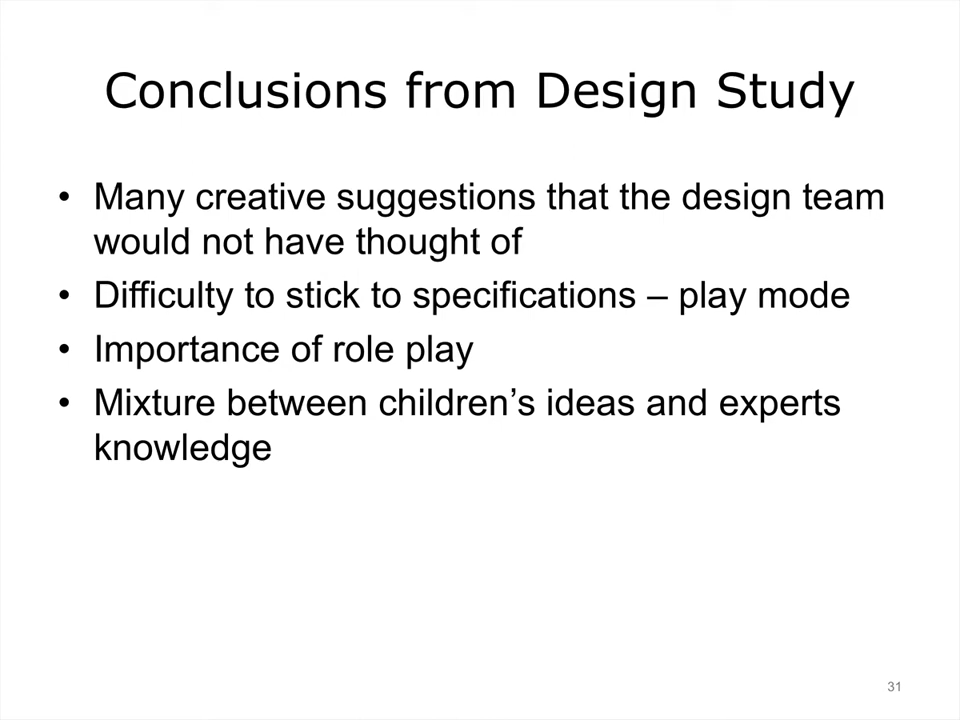 Conclusions from Design Study
• Many creative suggestions that the design team
would not have thought of
• Difficulty to stick to specifications – play mode
• Importance of role play
• Mixture between children’s ideas and experts
knowledge
31